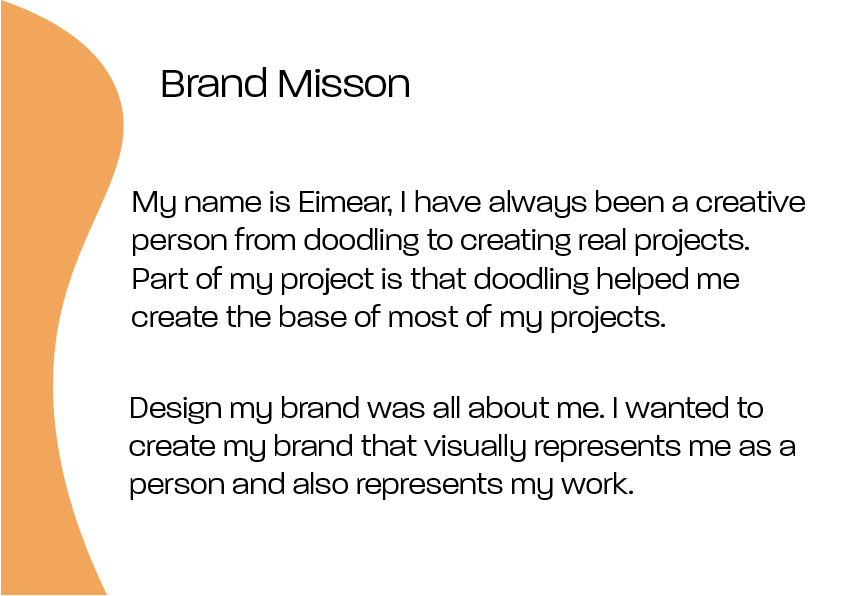 Brand Misson
My name is Eimear, I have always been a creative
person from doodling to creating real projects.
Part of my project is that doodling helped me
create the base of most of my projects.
Design my brand was all about me. I wanted to
create my brand that visually represents me as a
person and also represents my work.